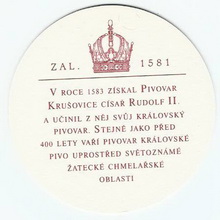 ZAL. 1581
V ROCE 1583 ZÍSKAL PIVOVAR
KRUŠOVICE CÍSAŘ RUDOLF II.
A UČINIL Z NĚJ SVŮJ KRÁLOVSKÝ
PIVOVAR. STEJNĚ JAKO PŘED
400 LETY VAŘÍ PIVOVAR KRÁLOVSKÉ
PIVO UPROSTŘED SVĚTOZNÁMÉ
ŽATECKÉ CHMELAŘSKÉ
OBLASTI